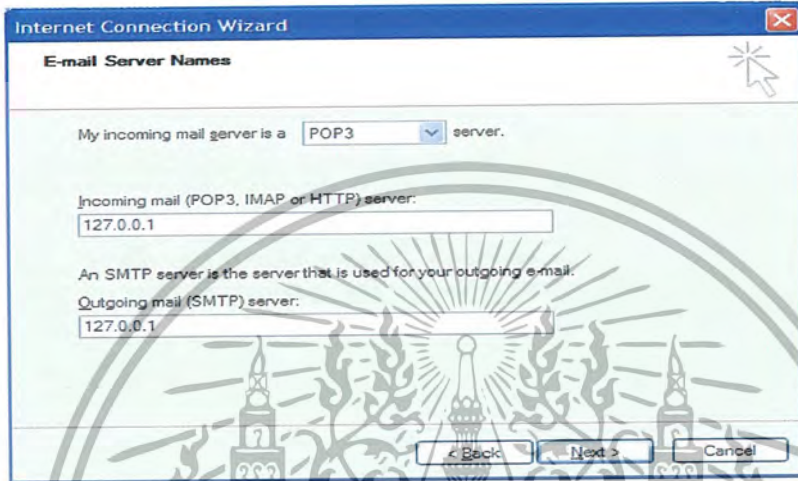 Internet Connection Wizard
E-mail Server Names
My incoming mail server is a POP3 server.
Incoming mail (POP3, IMAP or HTTP) server:
127.0.0.1
An SMTP server is the server that is used for your outgoing e-mail.
Outgoing mail (SMTP) server:
127.0.0.1
< Back Next > Cancel